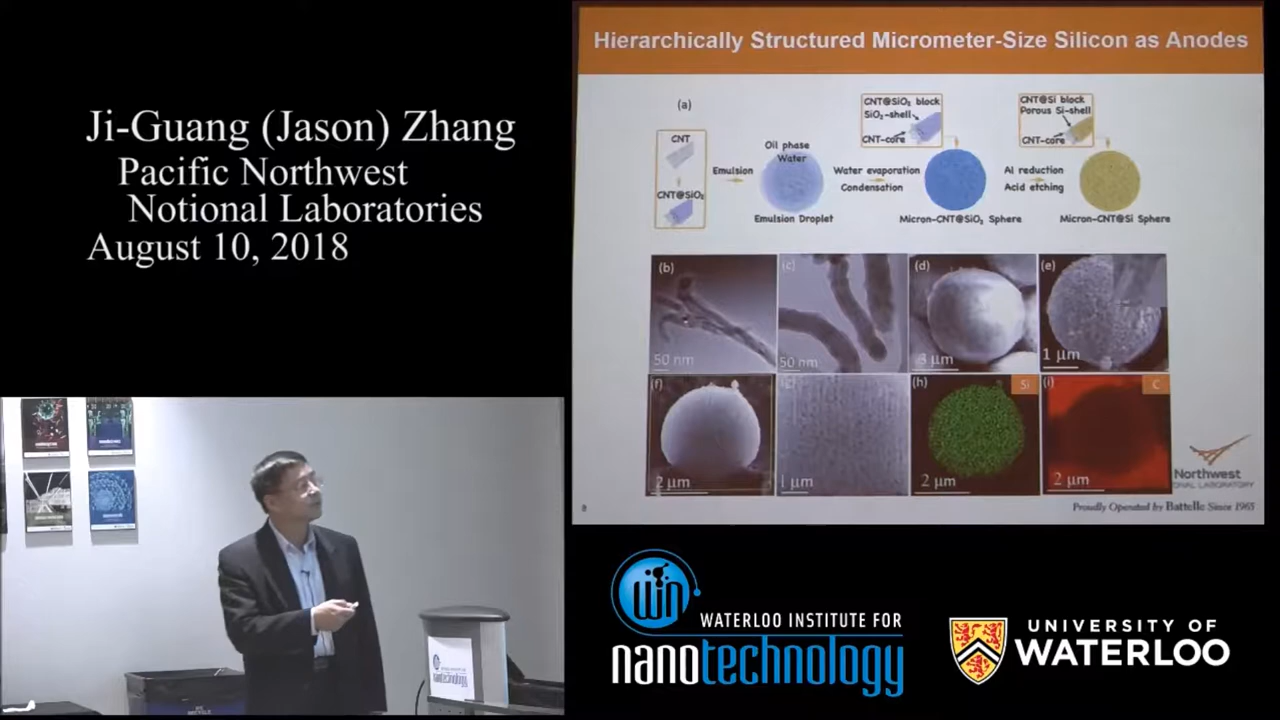 Ji-Guang (Jason) Zhang
Pacific Northwest
Notional Laboratories
August 10, 2018
Hierarchically Structured Micrometer-Size Silicon as Anodes
(a)
CNT
CNT@SiO₂
Emulsion
Oil phase
Water
Emulsion Droplet
Water evaporation
Condensation
CNT@SiO₂ block
SiO₂-shell
CNT-core
Micron-CNT@SiO₂ Sphere
Al reduction
Acid etching
CNT@Si block
Porous Si-shell
CNT-core
Micron-CNT@Si Sphere
(b)
50 nm
(c)
50 nm
(d)
3 μm
(e)
1 μm
(f)
2 μm
1 μm
(h)
Si
2 μm
(i)
C
2 μm
Northwest
ONAL LABORATORY
8
Proudly Operated by Battelle Since 1965
nanotechnology
WIN
WATERLOO INSTITUTE FOR
nanotechnology
UNIVERSITY OF
WATERLOO